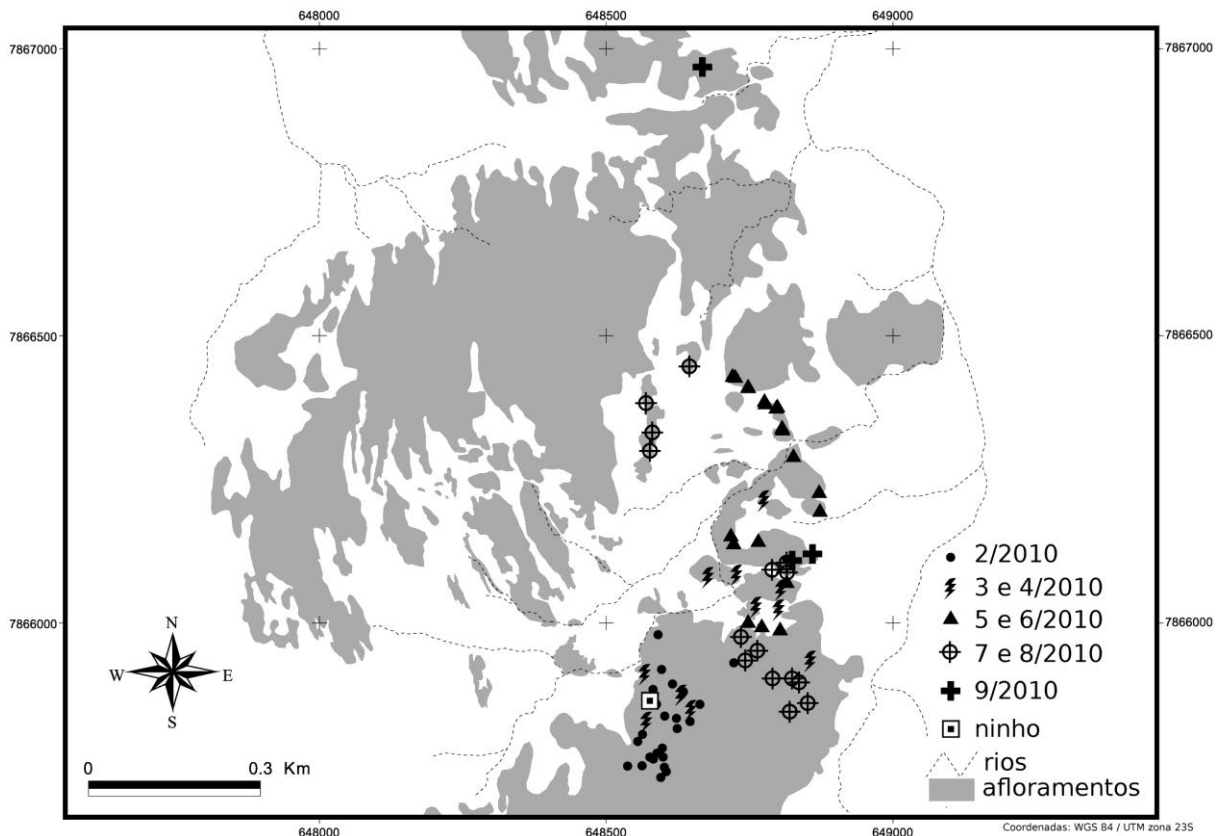 648000 648500 649000
7867000 7867000
7866500 7866500
7866000 7866000
N
W E
S
0 0.3 Km
2/2010
3 e 4/2010
5 e 6/2010
7 e 8/2010
9/2010
ninho
rios
afloramentos
648000 648500 649000
Coordenadas: WGS 84 / UTM zona 23S